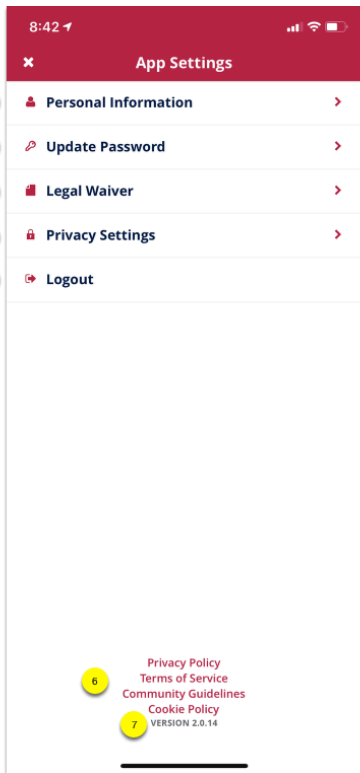 8:42
App Settings
Personal Information
Update Password
Legal Waiver
Privacy Settings
Logout
Privacy Policy
6
Terms of Service
Community Guidelines
Cookie Policy
7
VERSION 2.0.14